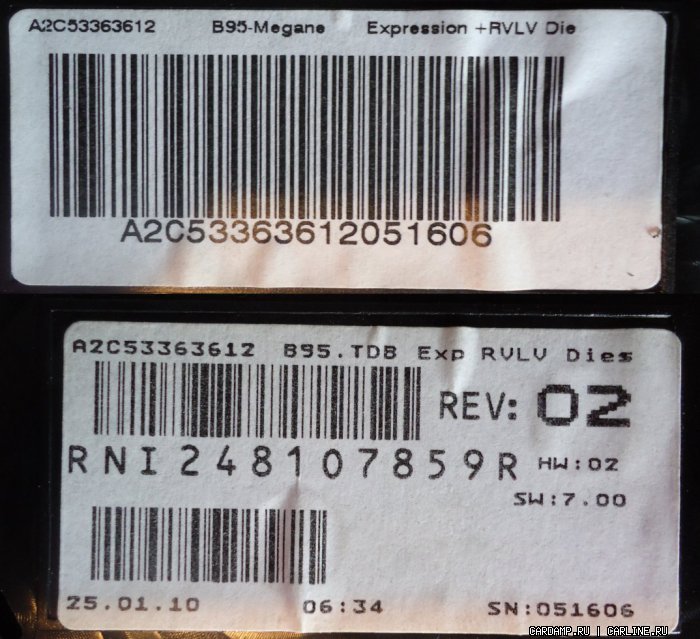 A2C53363612 B95-Megane Expression +RVLV Die
A2C53363612051606
A2C53363612 B95.TDB Exp RVLV Dies
REV: 02
RNI248107859R HW:02
SW:7.00
25.01.10 06:34 SN:051606
CARDAMP.RU | CARLINE.RU